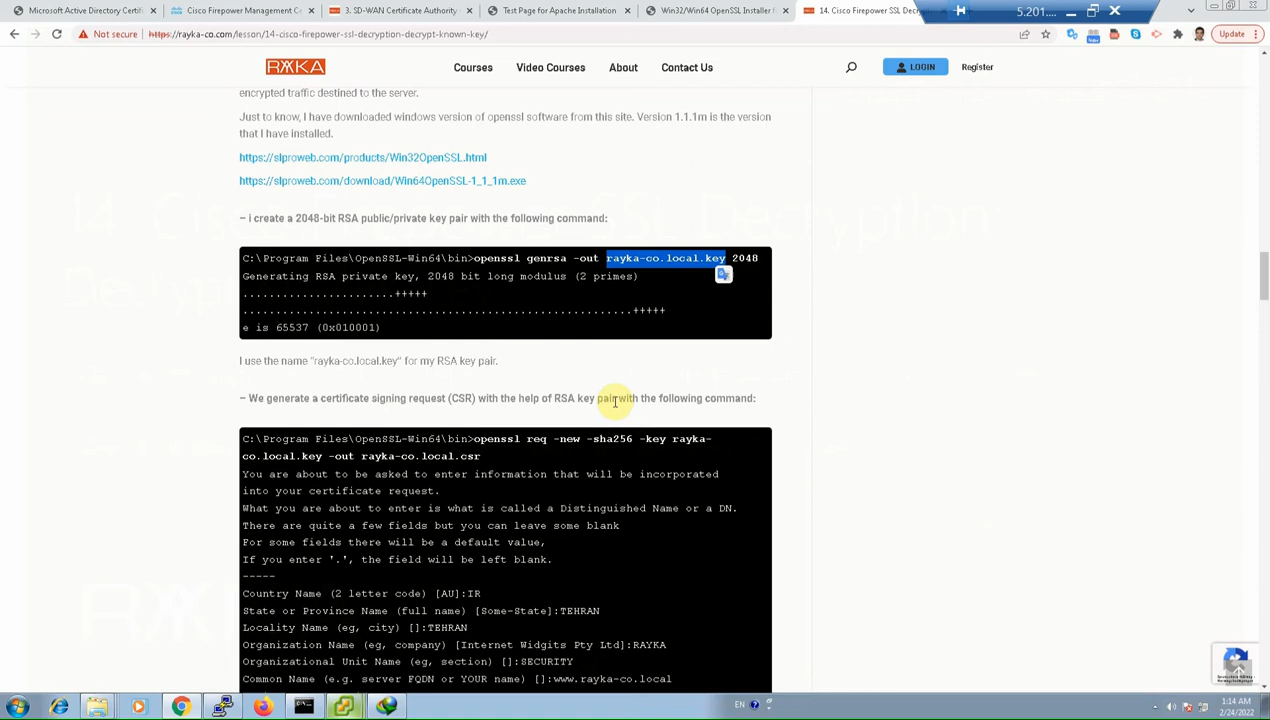 Microsoft Active Directory Certifi
Cisco Firepower Management Ce
3. SD-WAN Certificate Authority
Test Page for Apache Installation
Win32/Win64 OpenSSL Installer f
14. Cisco Firepower SSL Dec
5.201....
Not secure
https://rayka-co.com/lesson/14-cisco-firepower-ssl-decryption-decrypt-known-key/
Update
Courses
Video Courses
About
Contact Us
LOGIN
Register
encrypted traffic destined to the server.
Just to know, I have downloaded windows version of openssl software from this site. Version 1.1.1m is the version
that I have installed.
https://slproweb.com/products/Win32OpenSSL.html
https://slproweb.com/download/Win64OpenSSL-1_1_1m.exe
14. Cisco Firepower SSL Decryption:
– i create a 2048-bit RSA public/private key pair with the following command:
C:\Program Files\OpenSSL-Win64\bin>openssl genrsa -out rayka-co.local.key 2048
Generating RSA private key, 2048 bit long modulus (2 primes)
.......................+++++
...........................................................+++++
e is 65537 (0x010001)
I use the name “rayka-co.local.key” for my RSA key pair.
– We generate a certificate signing request (CSR) with the help of RSA key pair with the following command:
C:\Program Files\OpenSSL-Win64\bin>openssl req -new -sha256 -key rayka-
co.local.key -out rayka-co.local.csr
You are about to be asked to enter information that will be incorporated
into your certificate request.
What you are about to enter is what is called a Distinguished Name or a DN.
There are quite a few fields but you can leave some blank
For some fields there will be a default value,
If you enter '.', the field will be left blank.
-----
Country Name (2 letter code) [AU]:IR
State or Province Name (full name) [Some-State]:TEHRAN
Locality Name (eg, city) []:TEHRAN
Organization Name (eg, company) [Internet Widgits Pty Ltd]:RAYKA
Organizational Unit Name (eg, section) []:SECURITY
Common Name (e.g. server FQDN or YOUR name) []:www.rayka-co.local
EN
1:14 AM
2/24/2022